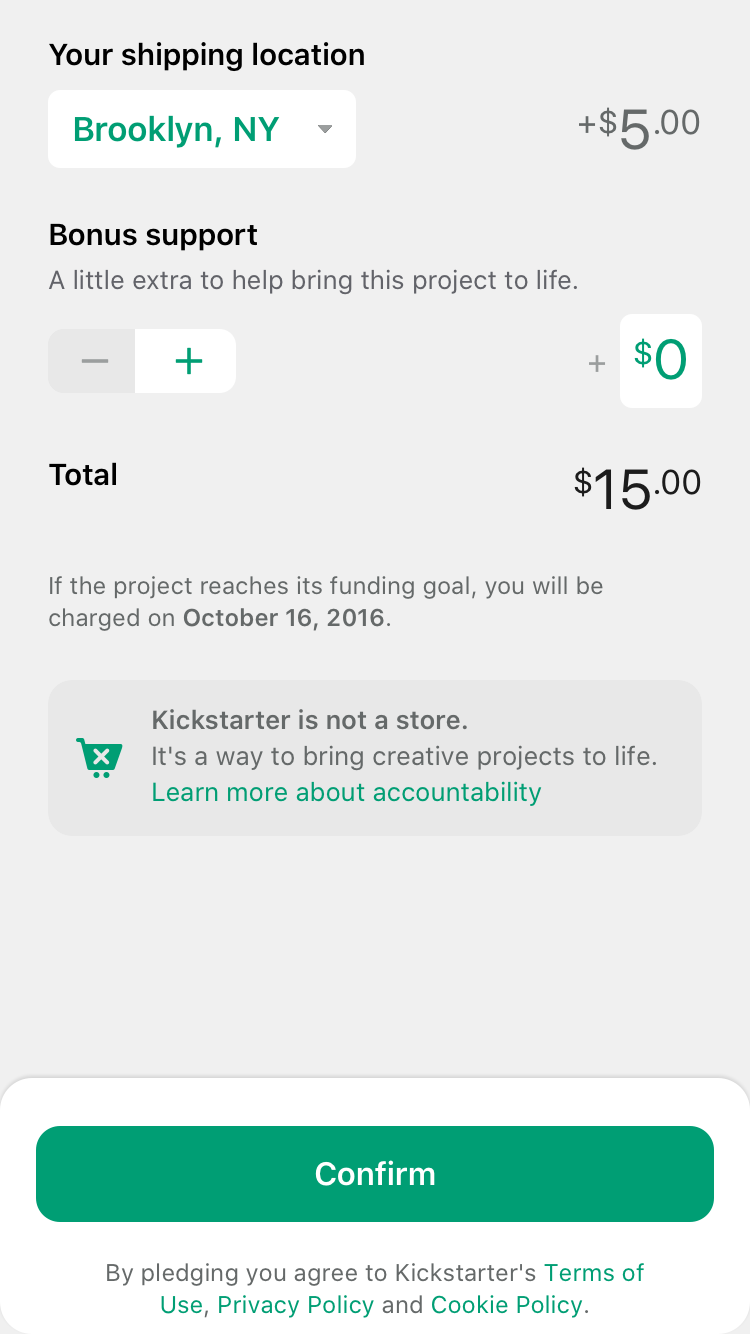 Your shipping location
Brooklyn, NY
+$5.00
Bonus support
A little extra to help bring this project to life.
− +
+ $0
Total
$15.00
If the project reaches its funding goal, you will be
charged on October 16, 2016.
Kickstarter is not a store.
It's a way to bring creative projects to life.
Learn more about accountability
Confirm
By pledging you agree to Kickstarter's Terms of
Use, Privacy Policy and Cookie Policy.